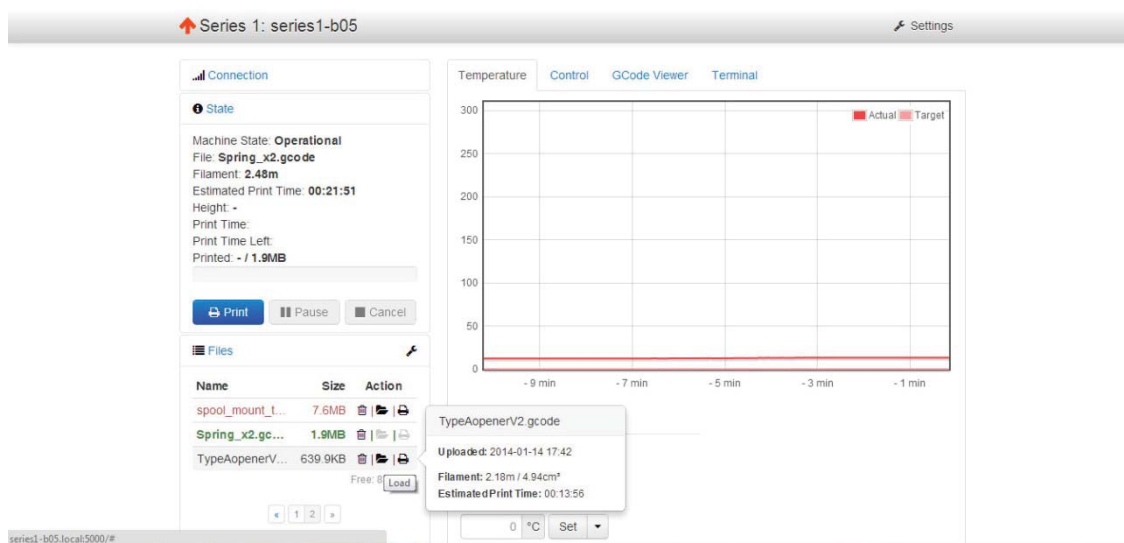 Series 1: series1-b05
Settings
Connection
State
Machine State: Operational
File: Spring_x2.gcode
Filament: 2.48m
Estimated Print Time: 00:21:51
Height: -
Print Time:
Print Time Left:
Printed: - / 1.9MB
Print Pause Cancel
Files
Name Size Action
spool_mount_t... 7.6MB
Spring_x2.gc... 1.9MB
TypeAopenerV... 639.9KB
Free: 8
Load
« 1 2 »
series1-b05.local:5000/#
Temperature Control GCode Viewer Terminal
300
250
200
150
100
50
0
Actual Target
- 9 min - 7 min - 5 min - 3 min - 1 min
TypeAopenerV2.gcode
Uploaded: 2014-01-14 17:42
Filament: 2.18m / 4.94cm³
Estimated Print Time: 00:13:56
0 °C Set